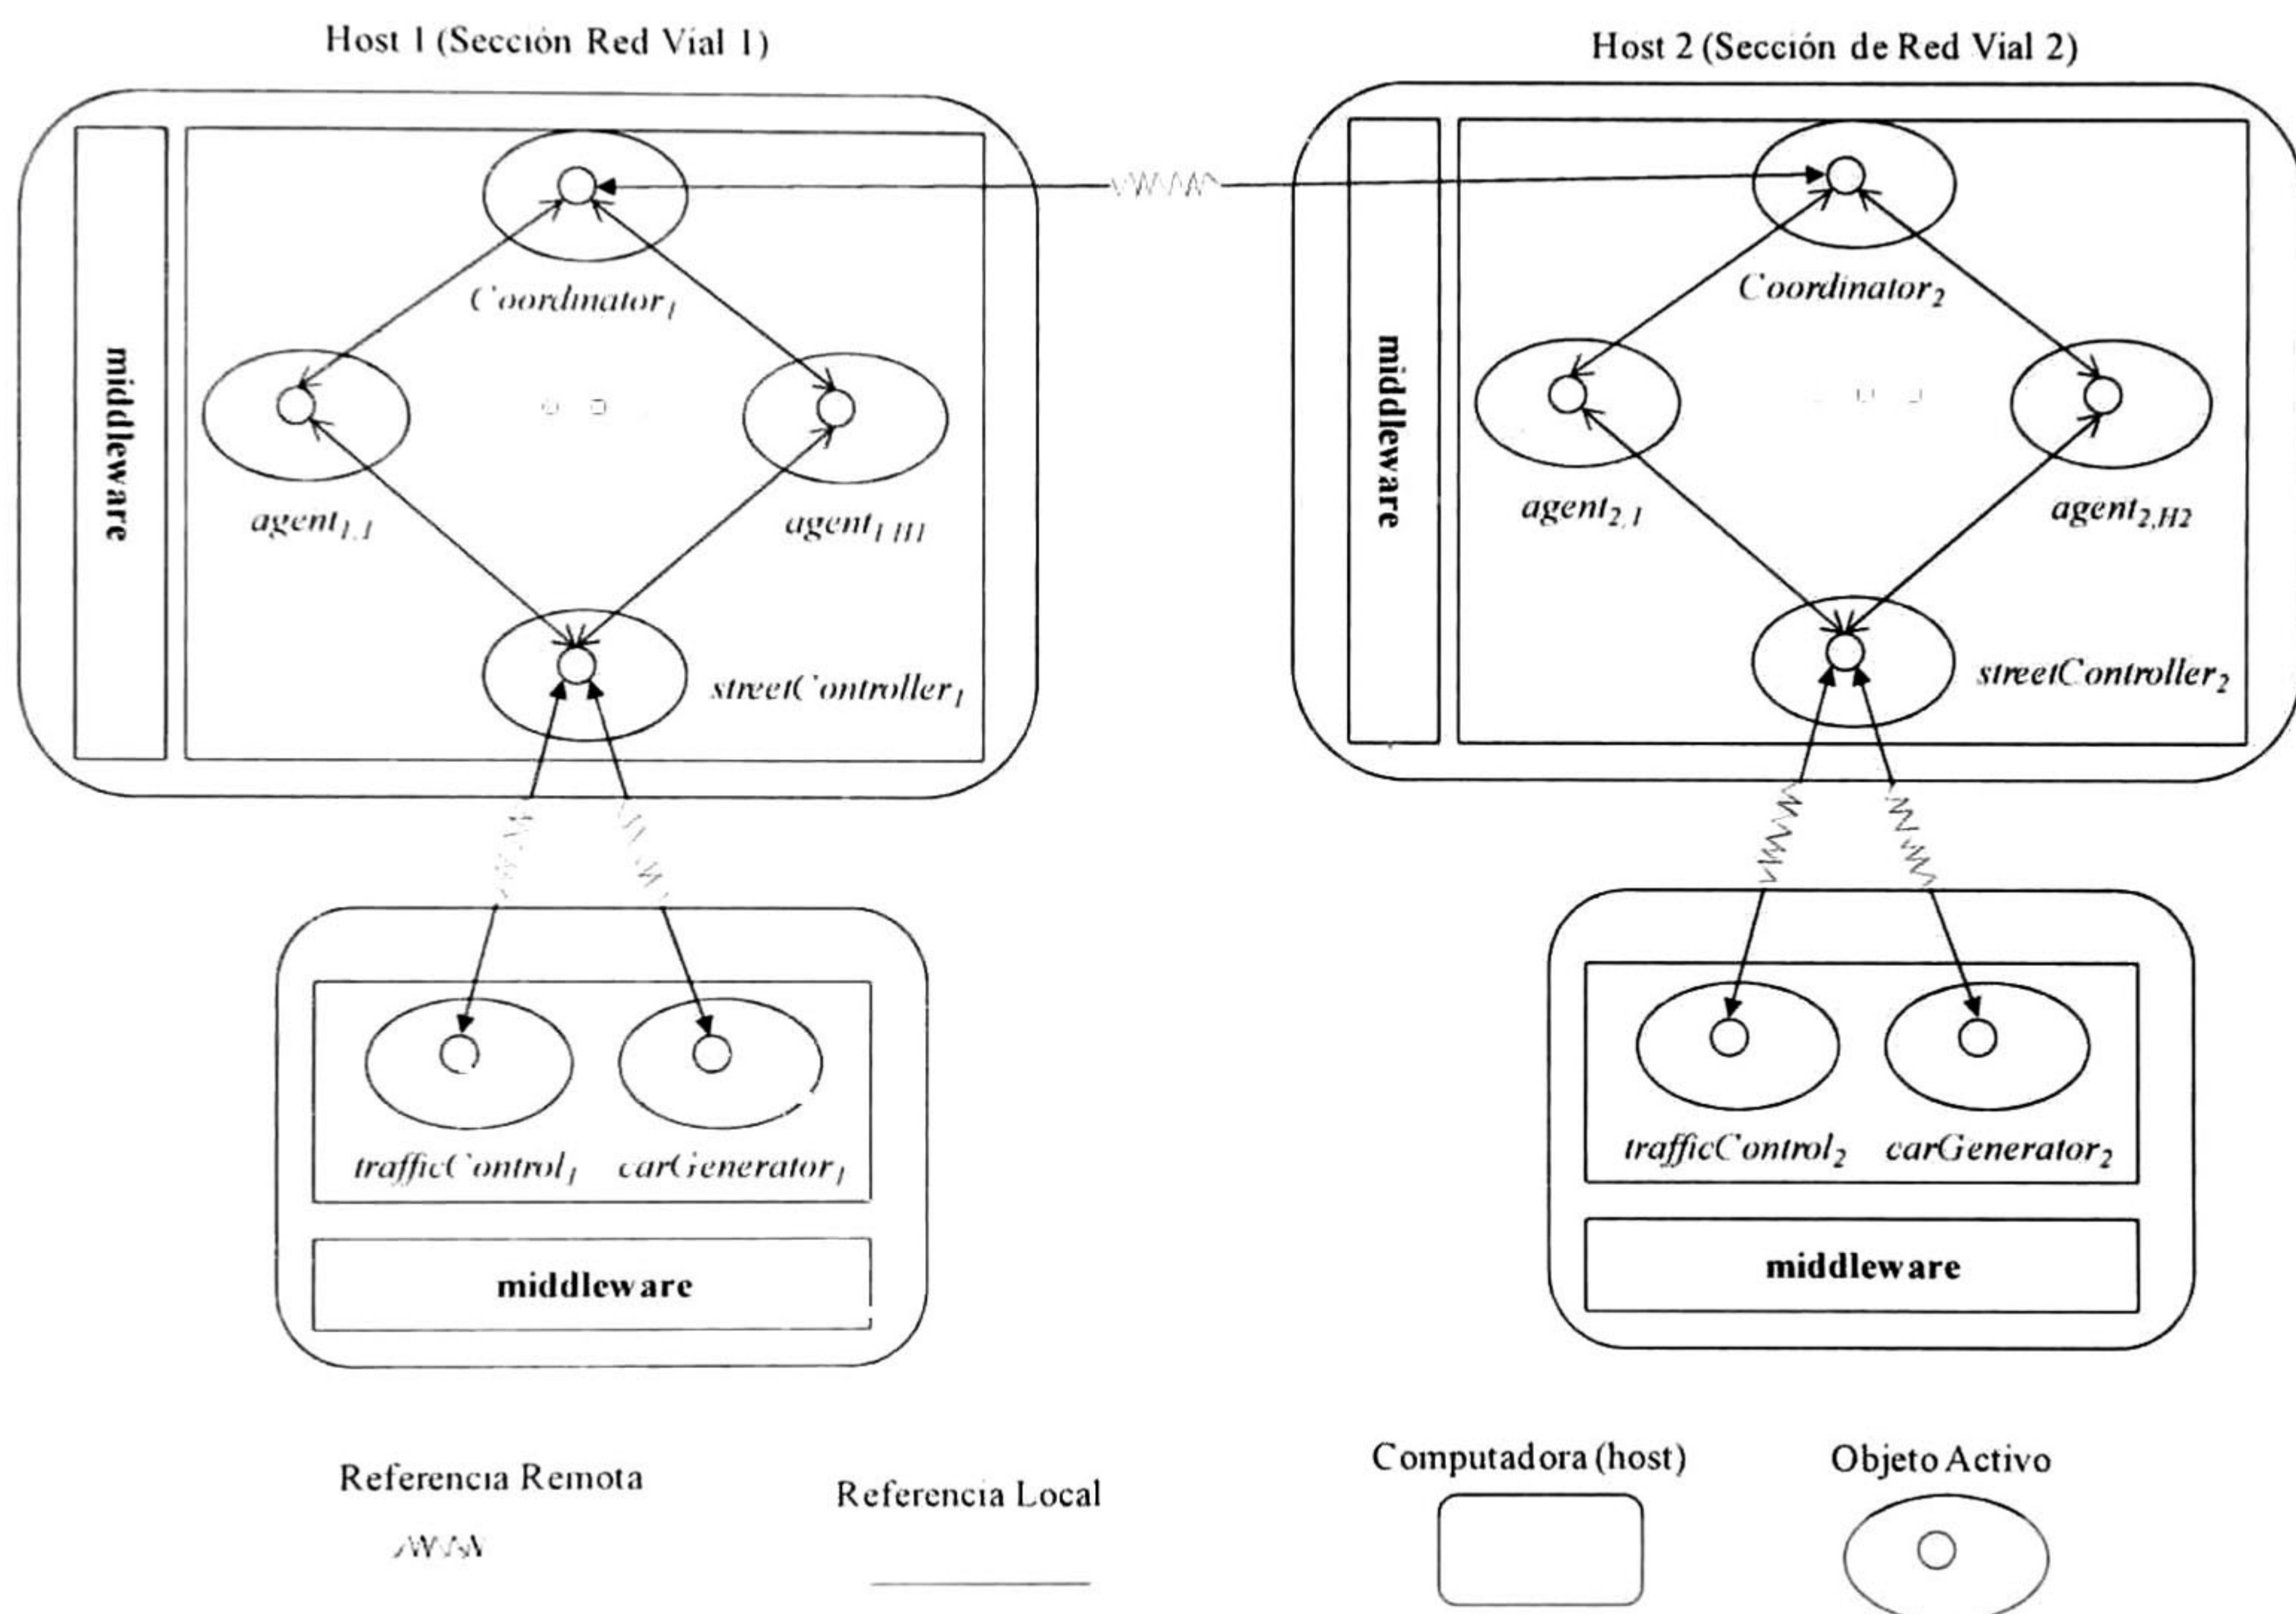 Host 1 (Sección Red Vial 1)
Host 2 (Sección de Red Vial 2)
middleware
Coordinator1
agent1,1
agent1,H1
streetController1
middleware
Coordinator2
agent2,1
agent2,H2
streetController2
trafficControl1 carGenerator1
middleware
trafficControl2 carGenerator2
middleware
Referencia Remota
Referencia Local
Computadora (host)
Objeto Activo